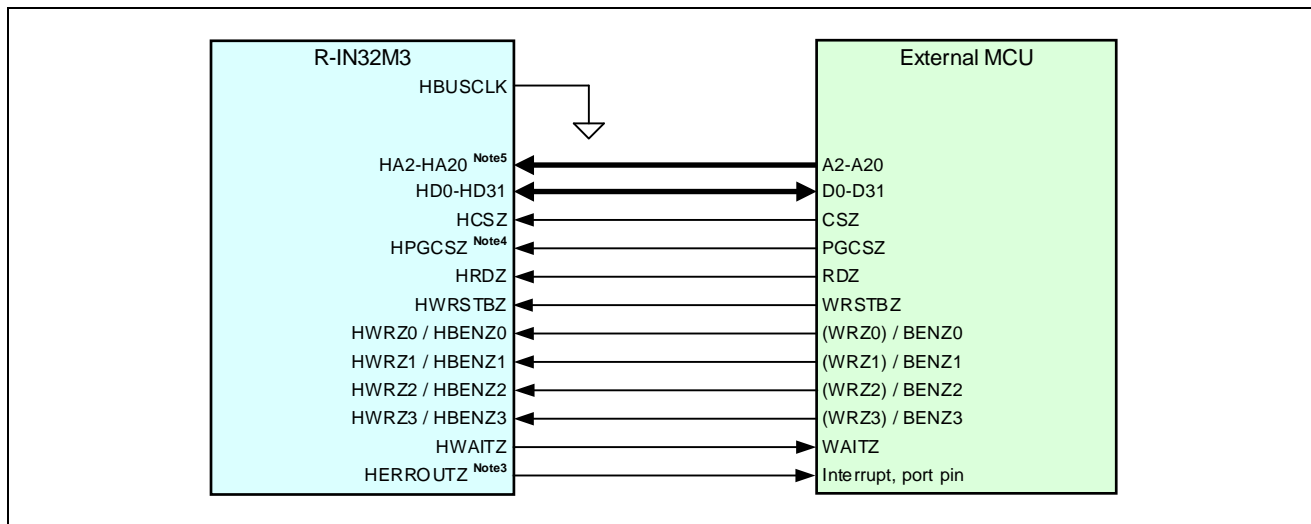 R-IN32M3 External MCU
HBUSCLK
HA2-HA20 Note5 A2-A20
HD0-HD31 D0-D31
HCSZ CSZ
HPGCSZ Note4 PGCSZ
HRDZ RDZ
HWRSTBZ WRSTBZ
HWRZ0 / HBENZ0 (WRZ0) / BENZ0
HWRZ1 / HBENZ1 (WRZ1) / BENZ1
HWRZ2 / HBENZ2 (WRZ2) / BENZ2
HWRZ3 / HBENZ3 (WRZ3) / BENZ3
HWAITZ WAITZ
HERROUTZ Note3 Interrupt, port pin